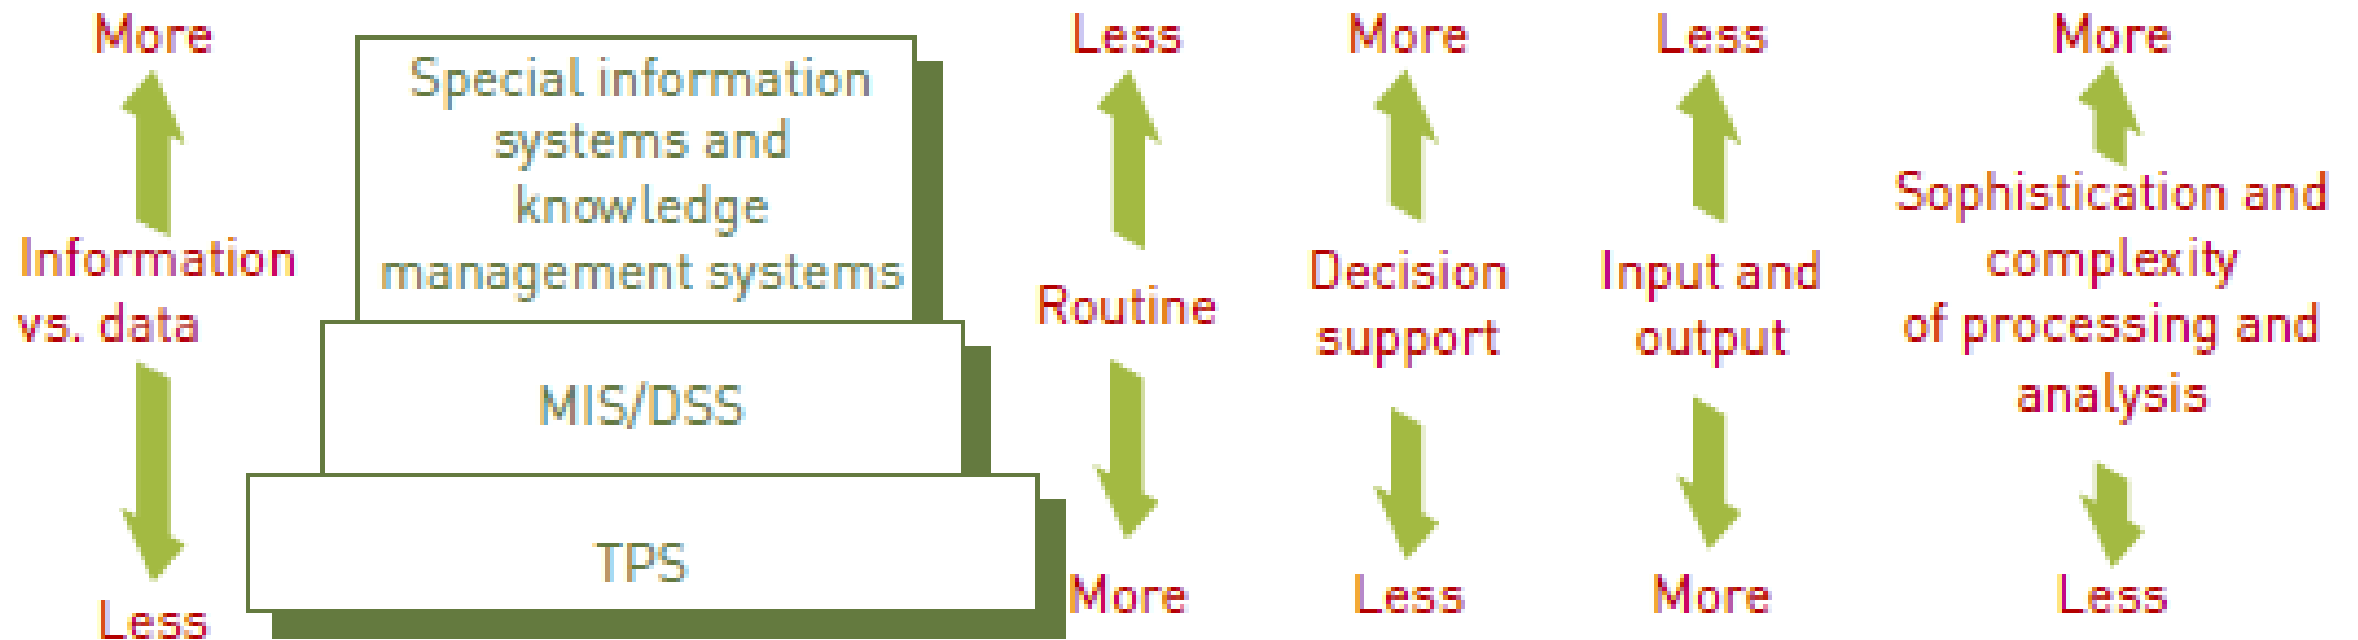 More
Information
vs. data
Less
Special information
systems and
knowledge
management systems
MIS/DSS
TPS
Less
Routine
More
More
Decision
support
Less
Less
Input and
output
More
More
Sophistication and
complexity
of processing and
analysis
Less